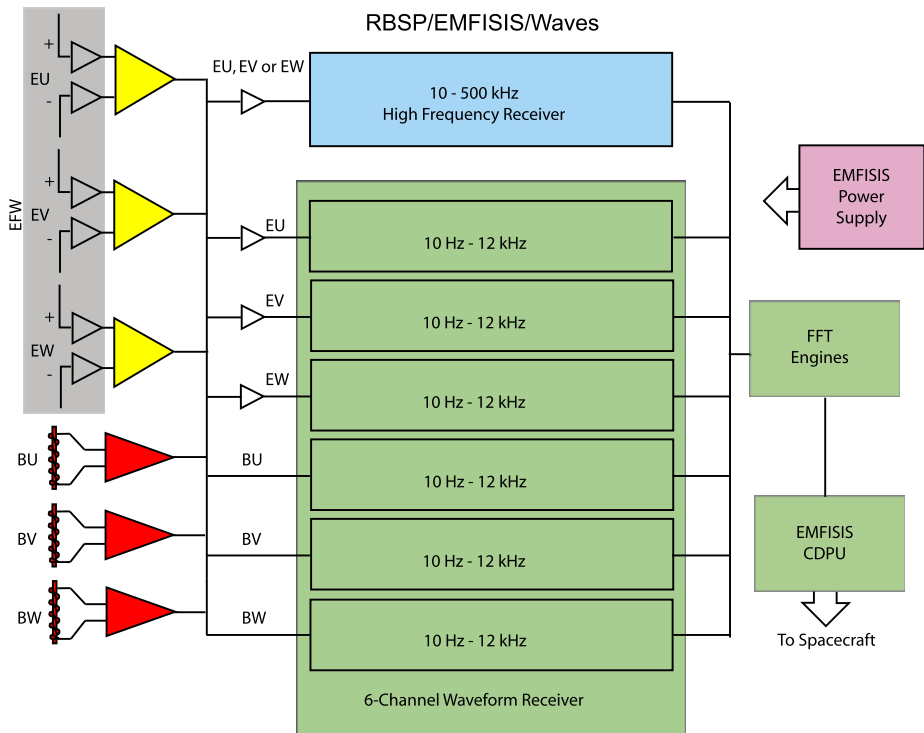 RBSP/EMFISIS/Waves
EFW
+
EU
-
+
EV
-
+
EW
-
BU
BV
BW
EU, EV or EW
EU
EV
EW
BU
BV
BW
10 - 500 kHz
High Frequency Receiver
10 Hz - 12 kHz
10 Hz - 12 kHz
10 Hz - 12 kHz
10 Hz - 12 kHz
10 Hz - 12 kHz
10 Hz - 12 kHz
6-Channel Waveform Receiver
EMFISIS
Power
Supply
FFT
Engines
EMFISIS
CDPU
To Spacecraft